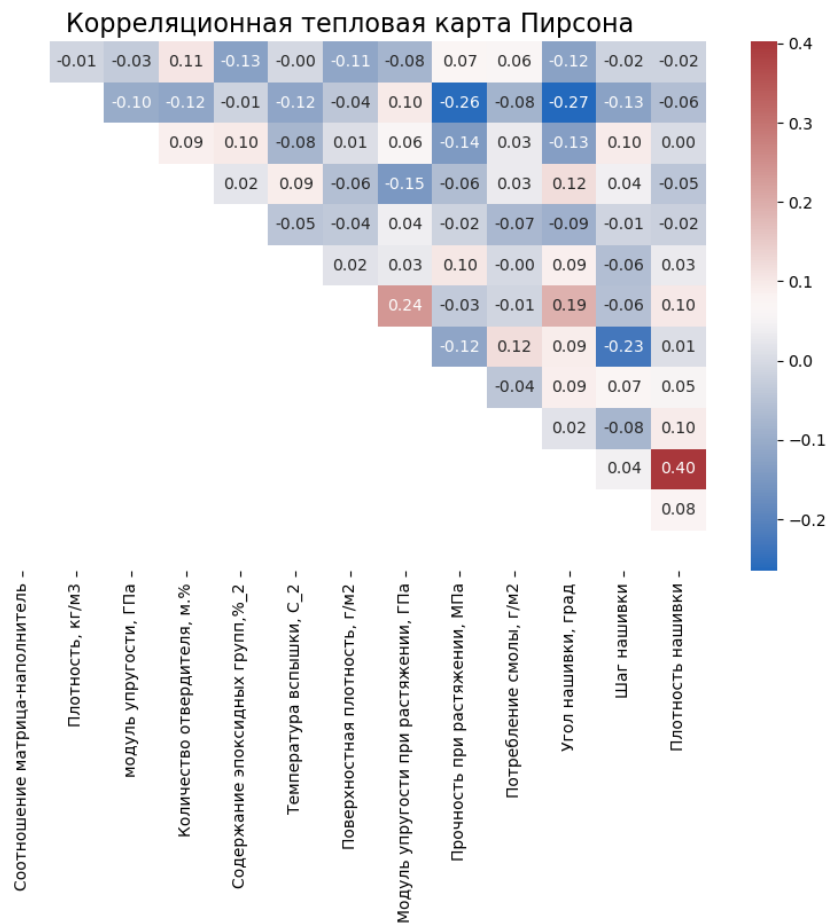 Корреляционная тепловая карта Пирсона
-0.01 -0.03 0.11 -0.13 -0.00 -0.11 -0.08 0.07 0.06 -0.12 -0.02 -0.02
-0.10 -0.12 -0.01 -0.12 -0.04 0.10 -0.26 -0.08 -0.27 -0.13 -0.06
0.09 0.10 -0.08 0.01 0.06 -0.14 0.03 -0.13 0.10 0.00
0.02 0.09 -0.06 -0.15 -0.06 0.03 0.12 0.04 -0.05
-0.05 -0.04 0.04 -0.02 -0.07 -0.09 -0.01 -0.02
0.02 0.03 0.10 -0.00 0.09 -0.06 0.03
0.24 -0.03 -0.01 0.19 -0.06 0.10
-0.12 0.12 0.09 -0.23 0.01
-0.04 0.09 0.07 0.05
0.02 -0.08 0.10
0.04 0.40
0.08
0.4
0.3
0.2
0.1
0.0
−0.1
−0.2
Соотношение матрица-наполнитель
Плотность, кг/м3
модуль упругости, ГПа
Количество отвердителя, м.%
Содержание эпоксидных групп,%_2
Температура вспышки, С_2
Поверхностная плотность, г/м2
Модуль упругости при растяжении, ГПа
Прочность при растяжении, МПа
Потребление смолы, г/м2
Угол нашивки, град
Шаг нашивки
Плотность нашивки